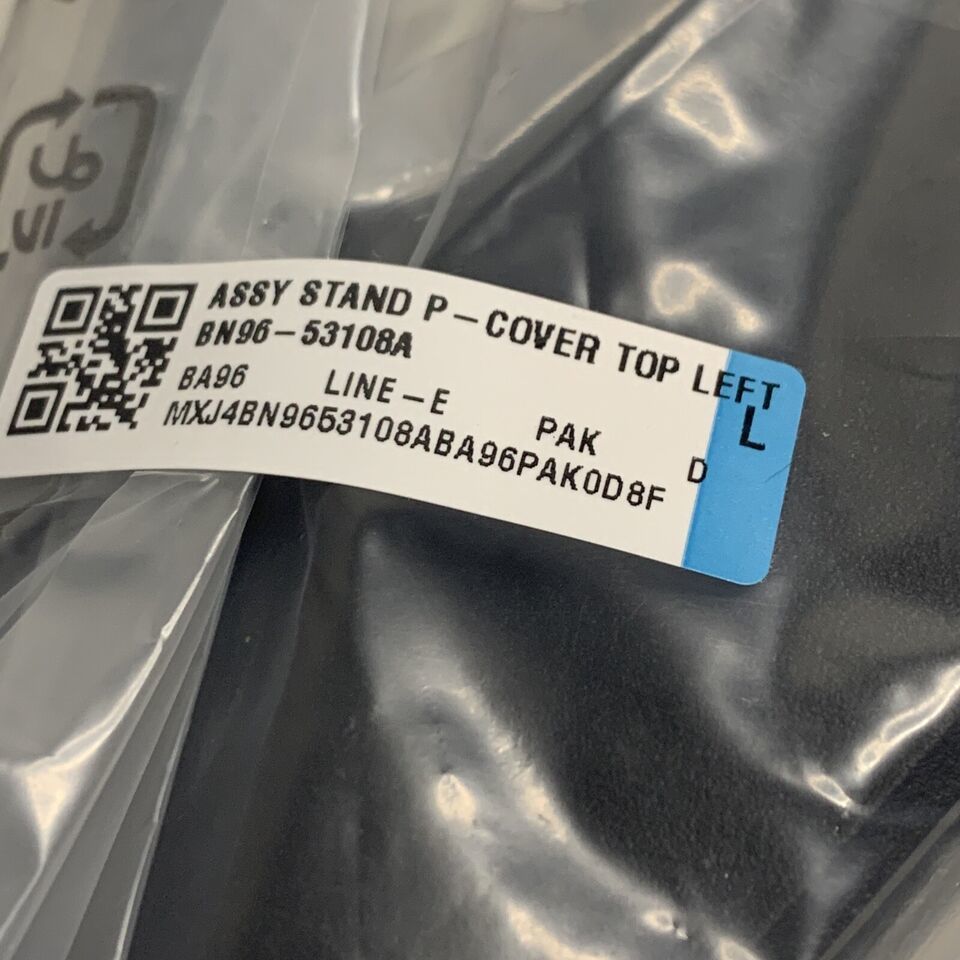 ASSY STAND P-COVER TOP LEFT
BN96-53108A
L
BA96 LINE-E PAK D
MXJ4BN9653108ABA96PAK0D8F